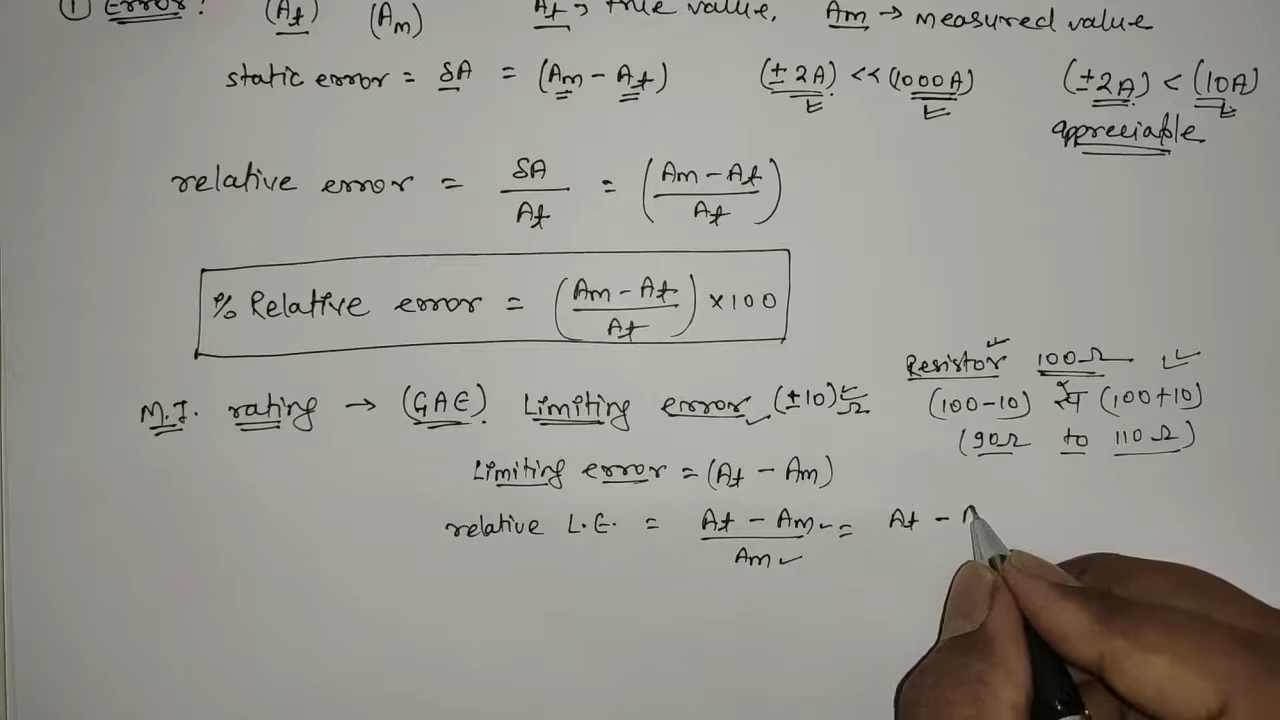 ① Error: (At) (Am) At → true value, Am → measured value
static error = δA = (Am - At) (±2A) << (1000A) (±2A) < (10A)
appreciable
relative error = δA/At = ((Am - At)/At)
% Relative error = ((Am - At)/At) × 100
Resistor 100Ω
M.I. rating → (GAE) Limiting error (±10)Ω (100-10) से (100+10)
(90Ω to 110Ω)
Limiting error = (At - Am)
relative L.E. = (At - Am)/Am = At -